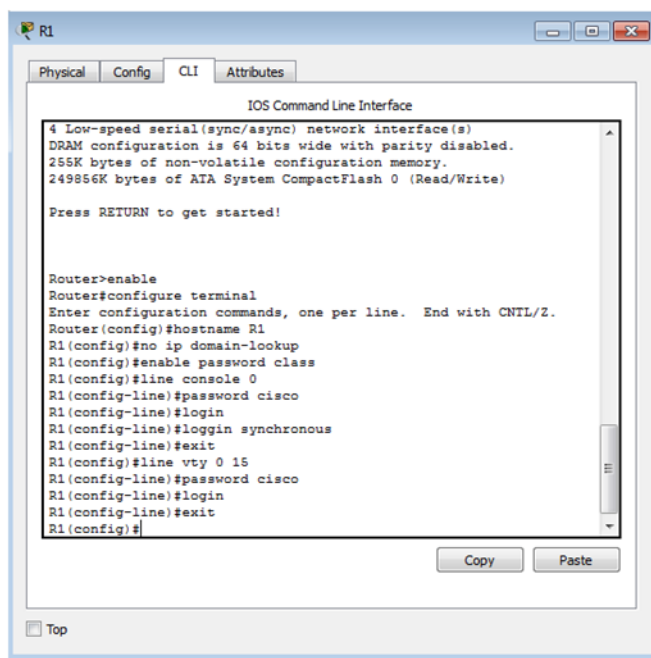 R1
Physical Config CLI Attributes
IOS Command Line Interface
4 Low-speed serial(sync/async) network interface(s)
DRAM configuration is 64 bits wide with parity disabled.
255K bytes of non-volatile configuration memory.
249856K bytes of ATA System CompactFlash 0 (Read/Write)
Press RETURN to get started!
Router>enable
Router#configure terminal
Enter configuration commands, one per line.  End with CNTL/Z.
Router(config)#hostname R1
R1(config)#no ip domain-lookup
R1(config)#enable password class
R1(config)#line console 0
R1(config-line)#password cisco
R1(config-line)#login
R1(config-line)#loggin synchronous
R1(config-line)#exit
R1(config)#line vty 0 15
R1(config-line)#password cisco
R1(config-line)#login
R1(config-line)#exit
R1(config)#
Copy Paste
Top